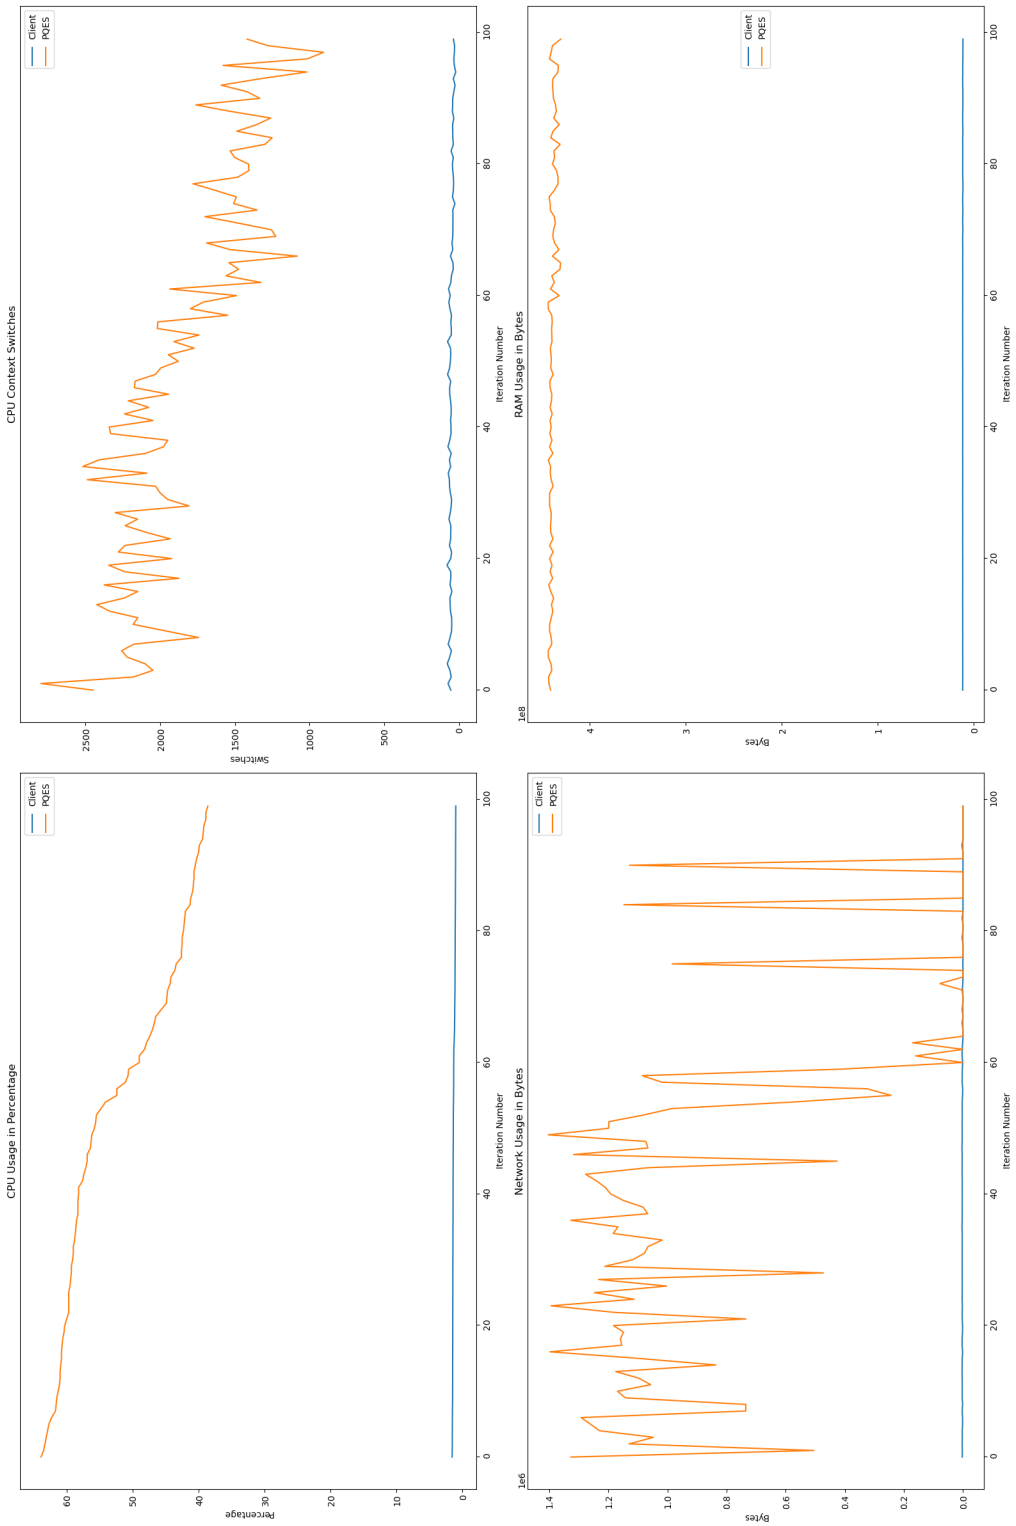 CPU Usage in Percentage
Client
PQES
60
50
40
30
20
10
0
Percentage
0
20
40
60
80
100
Iteration Number
CPU Context Switches
Client
PQES
2500
2000
1500
1000
500
0
Switches
0
20
40
60
80
100
Iteration Number
Network Usage in Bytes
1e6
Client
PQES
1.4
1.2
1.0
0.8
0.6
0.4
0.2
0.0
Bytes
0
20
40
60
80
100
Iteration Number
RAM Usage in Bytes
1e8
Client
PQES
4
3
2
1
0
Bytes
0
20
40
60
80
100
Iteration Number